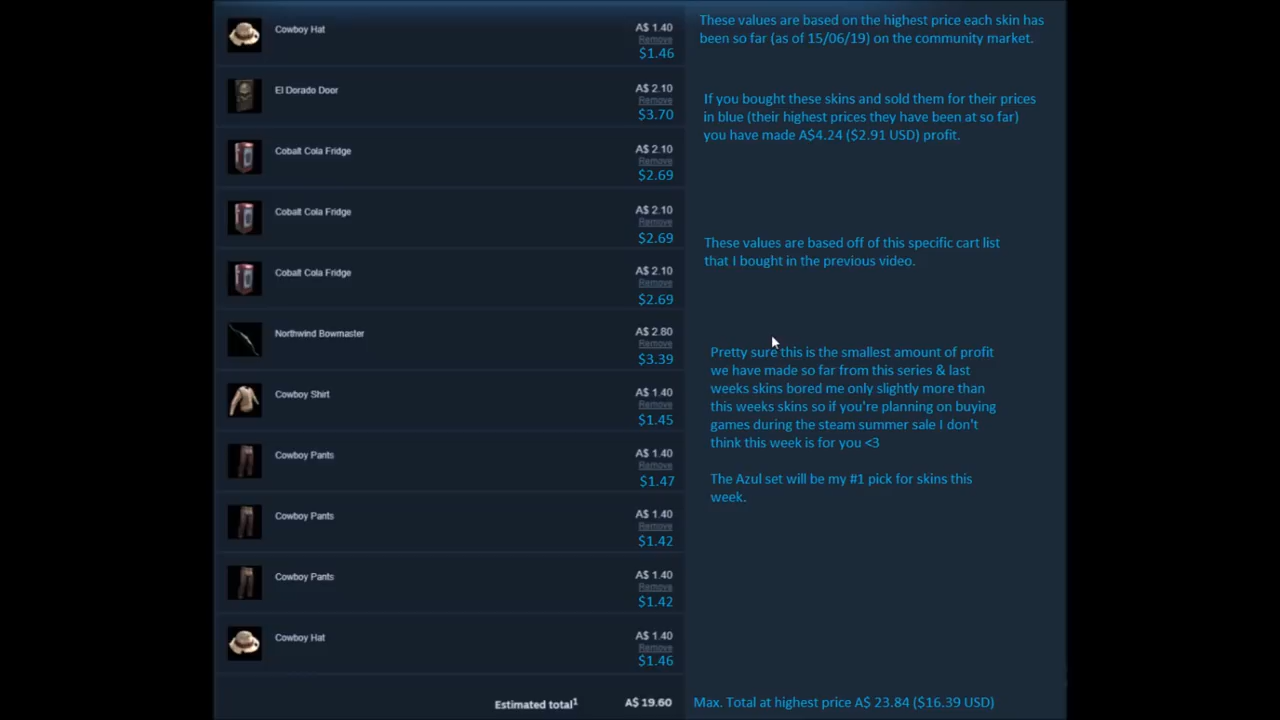 Cowboy Hat
A$ 1.40
Remove
$1.46
El Dorado Door
A$ 2.10
Remove
$3.70
Cobalt Cola Fridge
A$ 2.10
Remove
$2.69
Cobalt Cola Fridge
A$ 2.10
Remove
$2.69
Cobalt Cola Fridge
A$ 2.10
Remove
$2.69
Northwind Bowmaster
A$ 2.80
Remove
$3.39
Cowboy Shirt
A$ 1.40
Remove
$1.45
Cowboy Pants
A$ 1.40
Remove
$1.47
Cowboy Pants
A$ 1.40
Remove
$1.42
Cowboy Pants
A$ 1.40
Remove
$1.42
Cowboy Hat
A$ 1.40
Remove
$1.46
Estimated total¹ A$ 19.60
These values are based on the highest price each skin has
been so far (as of 15/06/19) on the community market.
If you bought these skins and sold them for their prices
in blue (their highest prices they have been at so far)
you have made A$4.24 ($2.91 USD) profit.
These values are based off of this specific cart list
that I bought in the previous video.
Pretty sure this is the smallest amount of profit
we have made so far from this series & last
weeks skins bored me only slightly more than
this weeks skins so if you're planning on buying
games during the steam summer sale I don't
think this week is for you <3
The Azul set will be my #1 pick for skins this
week.
Max. Total at highest price A$ 23.84 ($16.39 USD)